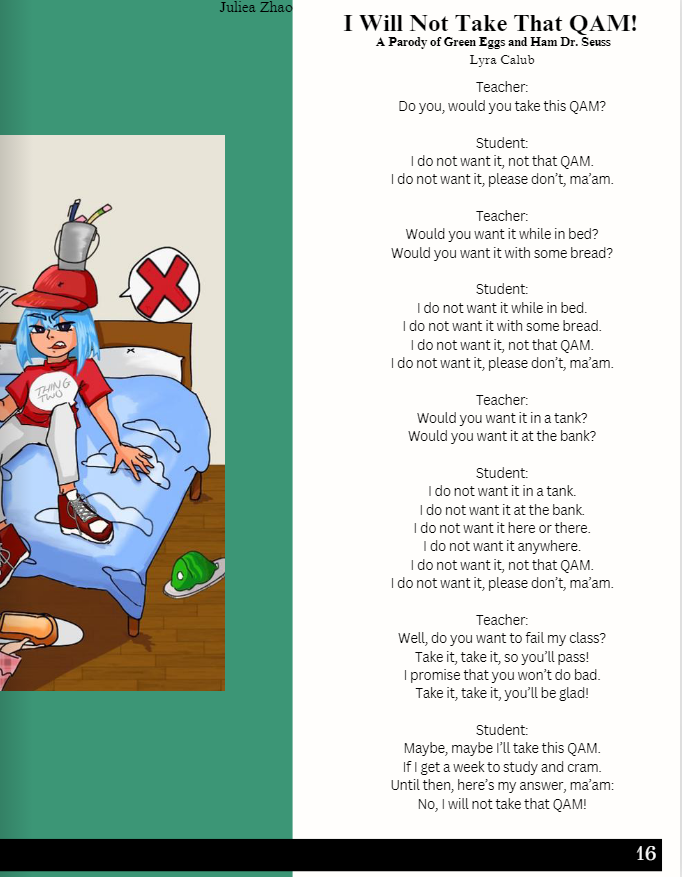 Juliea Zhao
I Will Not Take That QAM!
A Parody of Green Eggs and Ham Dr. Seuss
Lyra Calub
Teacher:
Do you, would you take this QAM?
Student:
I do not want it, not that QAM.
I do not want it, please don't, ma'am.
Teacher:
Would you want it while in bed?
Would you want it with some bread?
Student:
I do not want it while in bed.
I do not want it with some bread.
I do not want it, not that QAM.
I do not want it, please don't, ma'am.
Teacher:
Would you want it in a tank?
Would you want it at the bank?
Student:
I do not want it in a tank.
I do not want it at the bank.
I do not want it here or there.
I do not want it anywhere.
I do not want it, not that QAM.
I do not want it, please don't, ma'am.
Teacher:
Well, do you want to fail my class?
Take it, take it, so you'll pass!
I promise that you won't do bad.
Take it, take it, you'll be glad!
Student:
Maybe, maybe I'll take this QAM.
If I get a week to study and cram.
Until then, here's my answer, ma'am:
No, I will not take that QAM!
THING
TWO
16